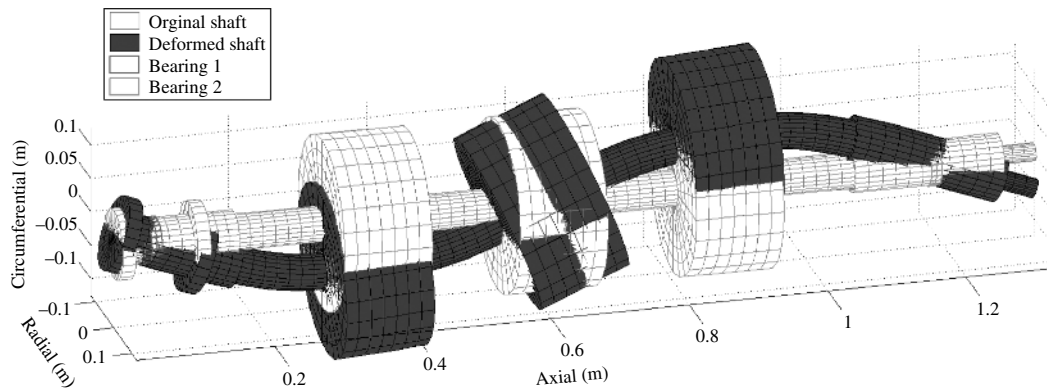 Orginal shaft
Deformed shaft
Bearing 1
Bearing 2
Circumferential (m)
0.1
0.05
0
−0.05
−0.1
Radial (m)
−0.1
0
0.1
Axial (m)
0.2
0.4
0.6
0.8
1
1.2